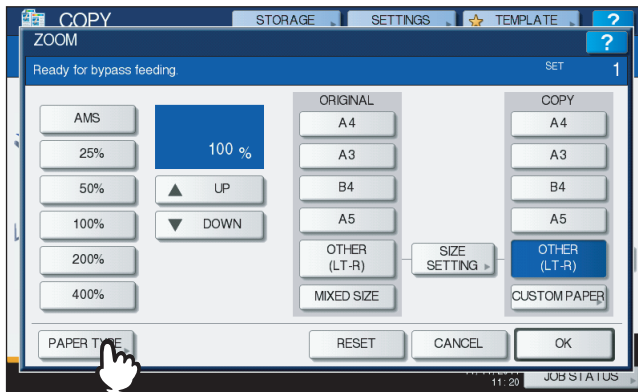 COPY
STORAGE
SETTINGS
TEMPLATE
?
ZOOM
?
Ready for bypass feeding.
SET 1
AMS
25%
50%
100%
200%
400%
100 %
UP
DOWN
ORIGINAL
A4
A3
B4
A5
OTHER
(LT-R)
MIXED SIZE
SIZE
SETTING
COPY
A4
A3
B4
A5
OTHER
(LT-R)
CUSTOM PAPER
PAPER TYPE
RESET
CANCEL
OK
11:20
JOB STATUS